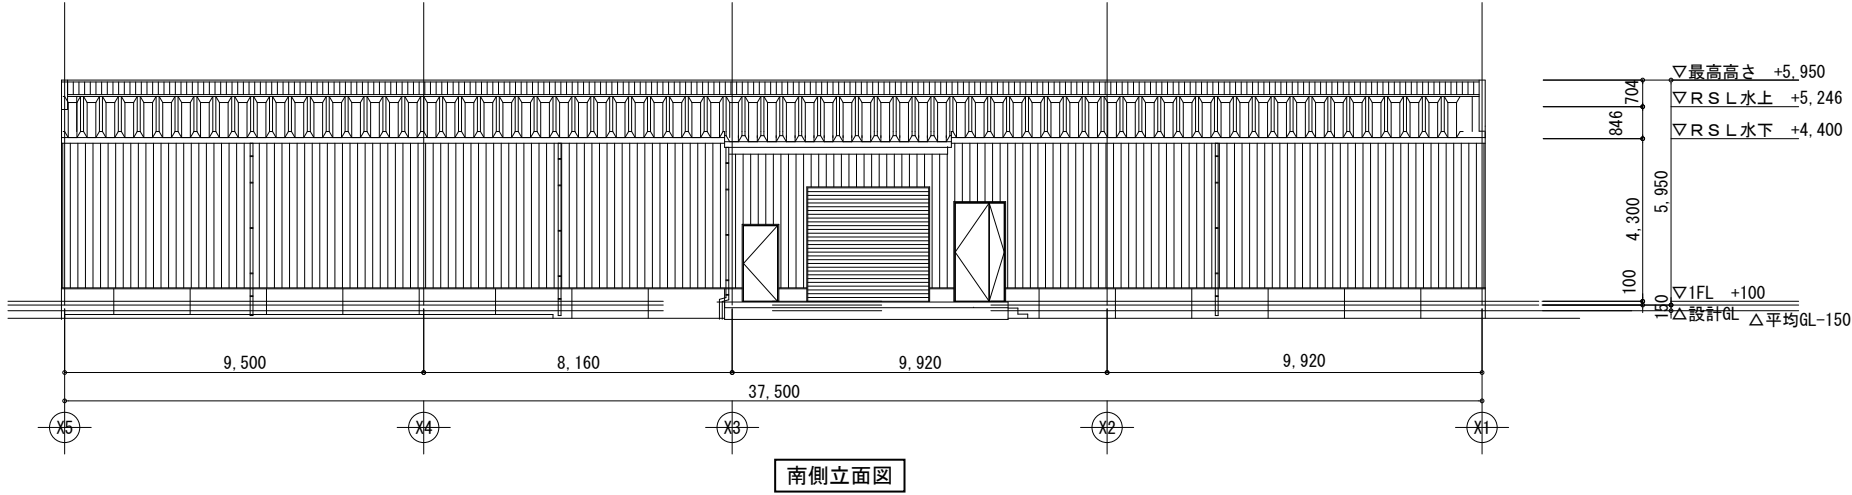 ▽最高高さ +5,950
704
▽RSL水上 +5,246
846
▽RSL水下 +4,400
5,950
4,300
100
▽1FL +100
150
△設計GL △平均GL-150
9,500 8,160 9,920 9,920
37,500
X5 X4 X3 X2 X1
南側立面図